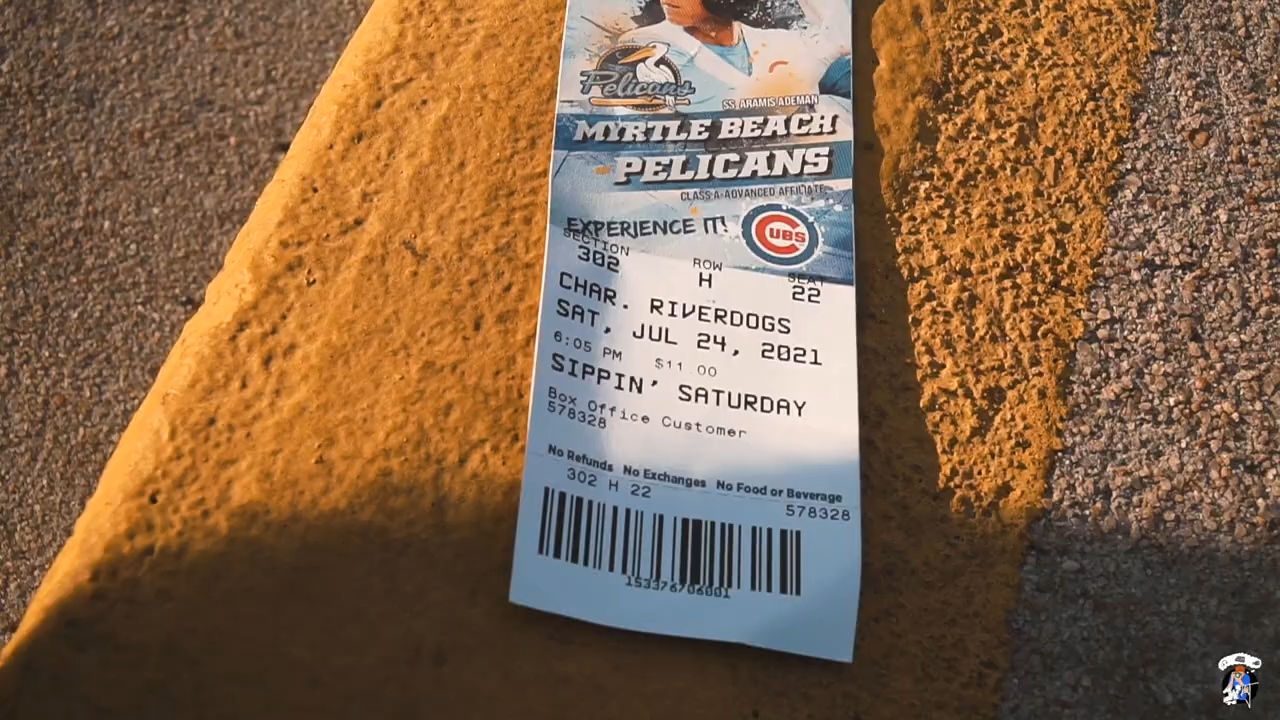 Pelicans
SS, ARAMIS ADEMAN
MYRTLE BEACH
PELICANS
CLASS A-ADVANCED AFFILIATE
EXPERIENCE IT!
CUBS
SECTION ROW SEAT
302 H 22
CHAR. RIVERDOGS
SAT, JUL 24, 2021
6:05 PM $11.00
SIPPIN' SATURDAY
Box Office Customer
578328
No Refunds No Exchanges No Food or Beverage
302 H 22
578328
153376706001